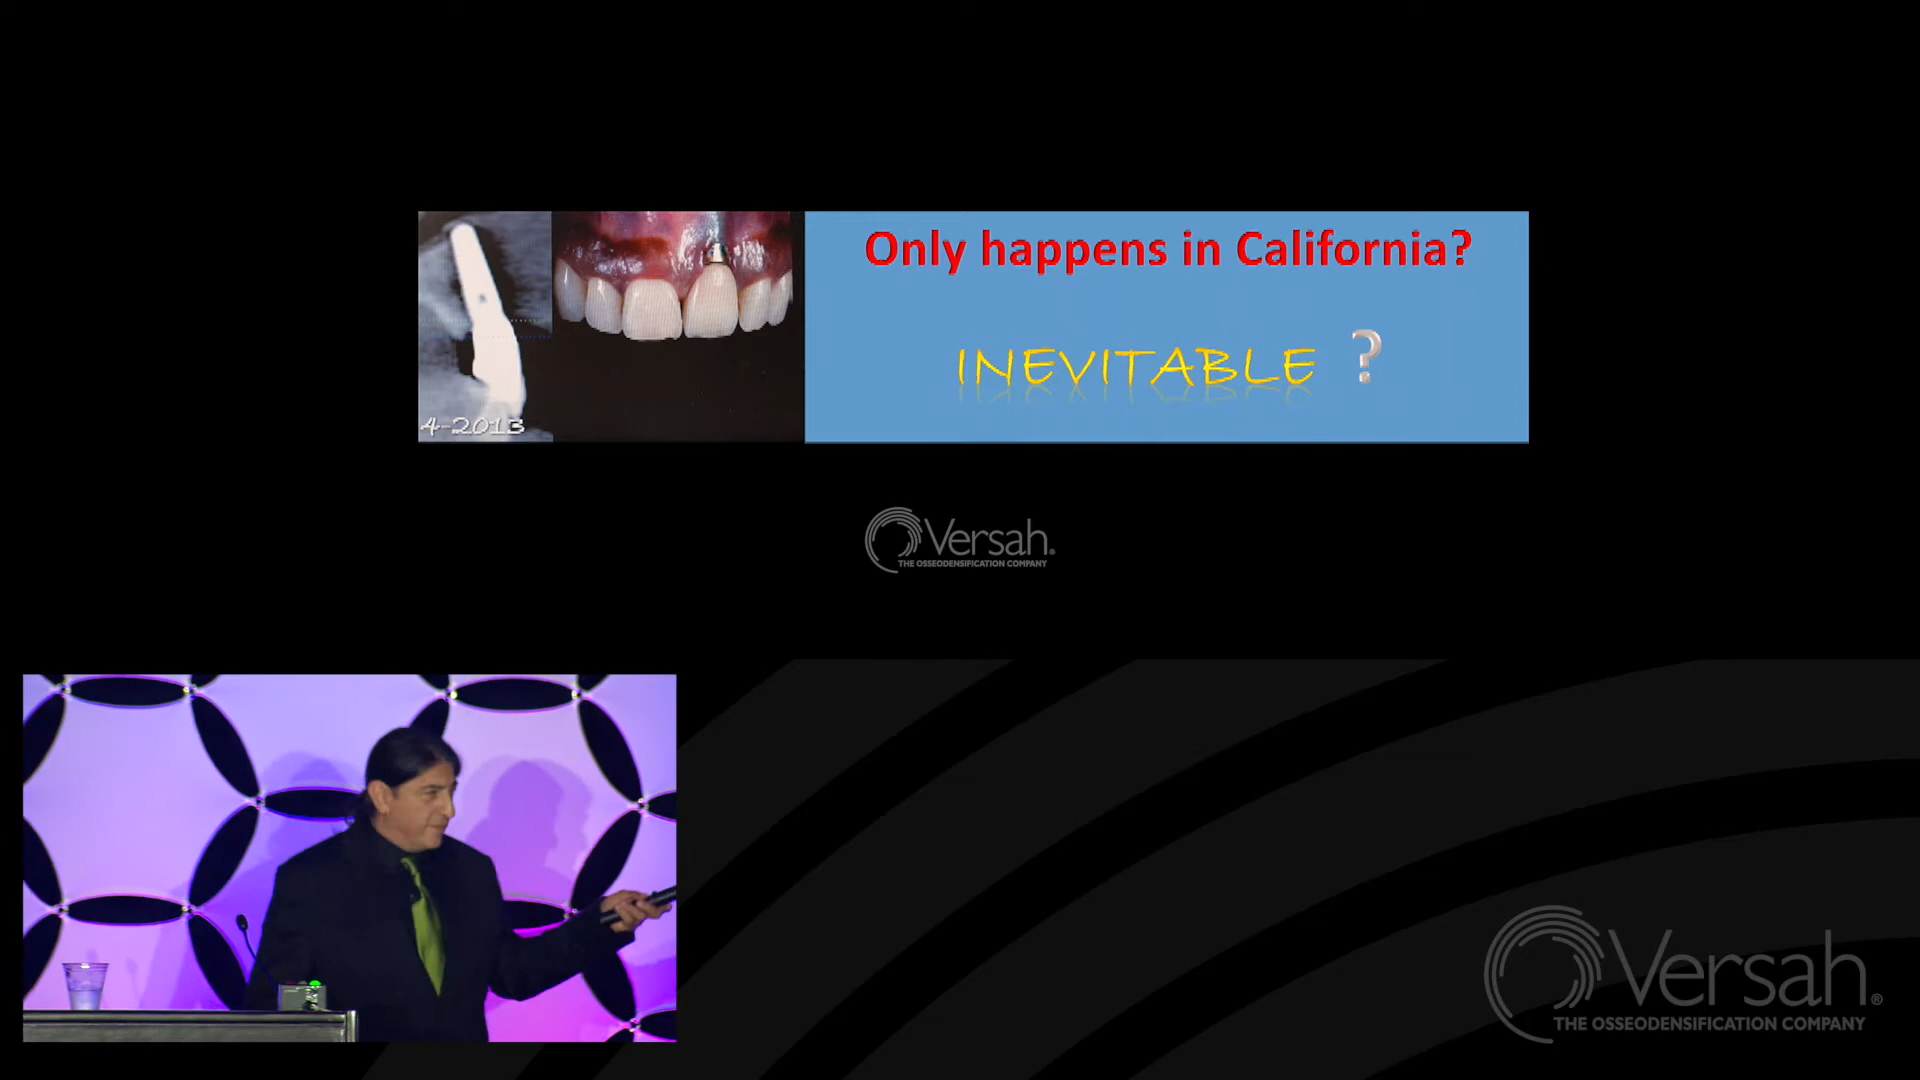 Only happens in California?
INEVITABLE ?
4-2013
Versah®
THE OSSEODENSIFICATION COMPANY
Versah®
THE OSSEODENSIFICATION COMPANY